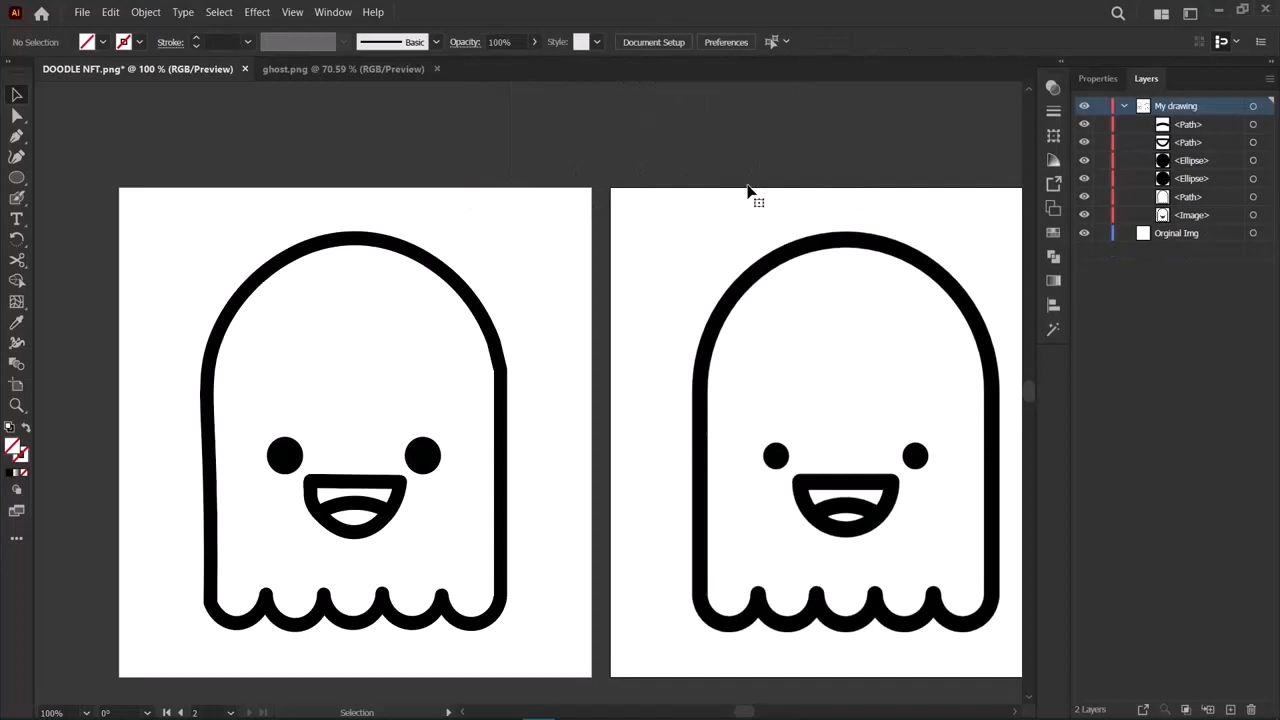 Ai File Edit Object Type Select Effect View Window Help
No Selection Stroke: Basic Opacity: 100% Style: Document Setup Preferences
DOODLE NFT.png* @ 100 % (RGB/Preview) × ghost.png @ 70.59 % (RGB/Preview) ×
Properties Layers
My drawing
<Path>
<Path>
<Ellipse>
<Ellipse>
<Path>
<Image>
Orginal Img
100% 0° 2 Selection
2 Layers